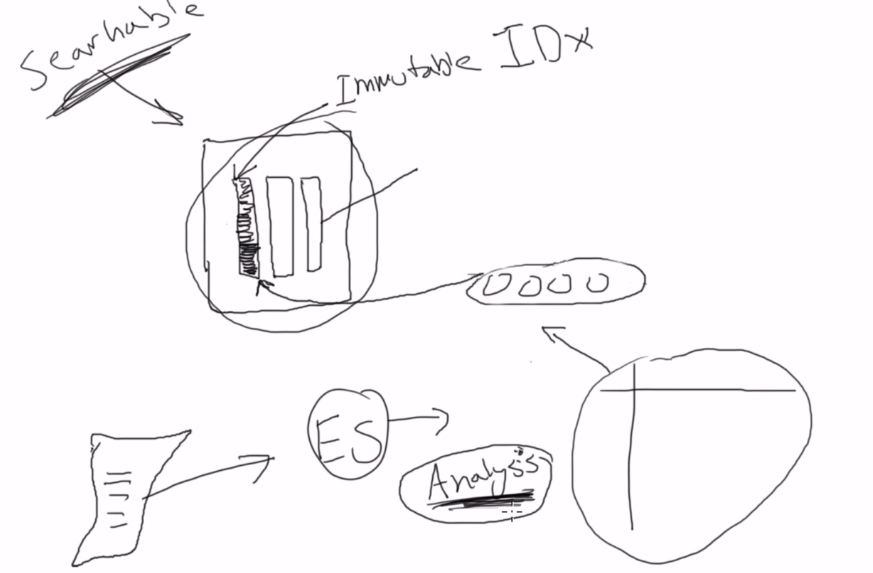 Searhable
Immutable IDx
ES
Analysis